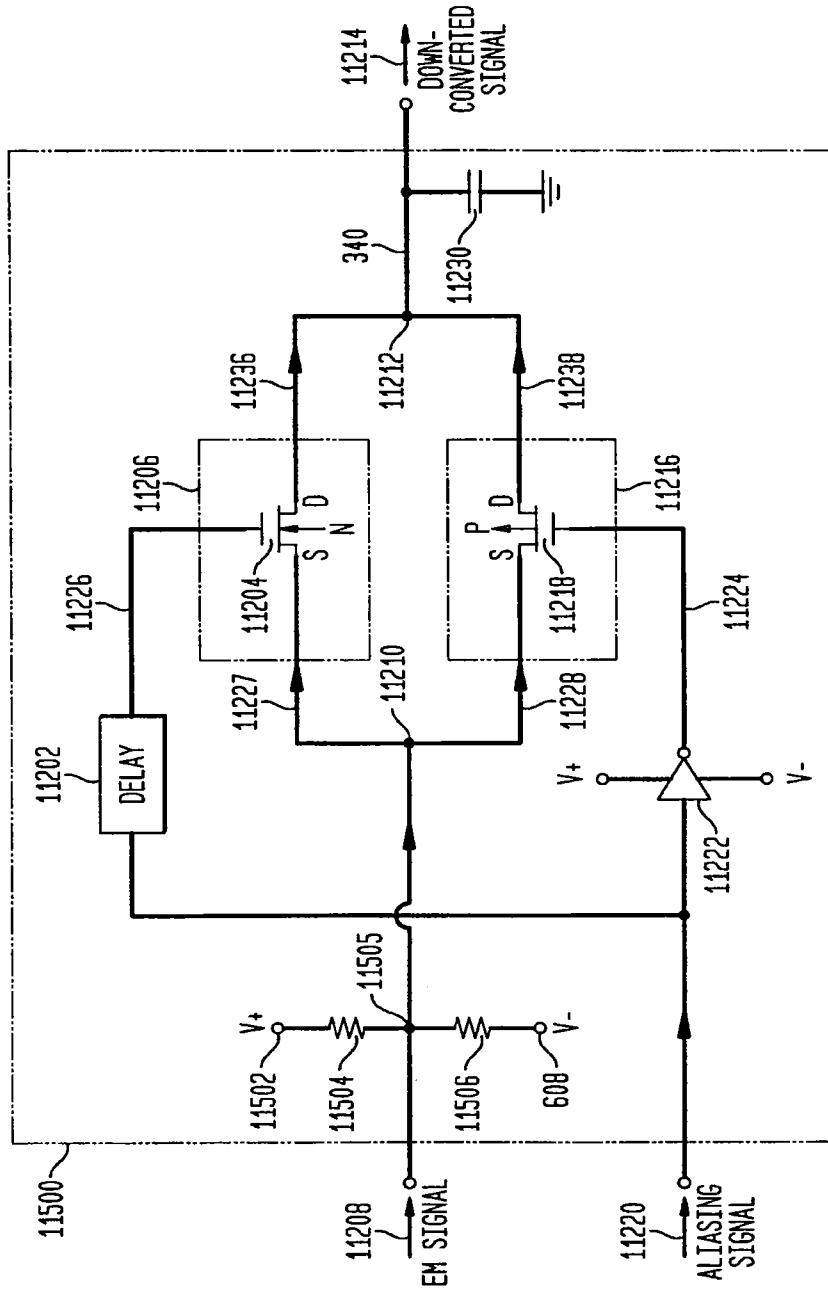 11500
11502
V+
11504
11505
11506
608
V-
11208
EM SIGNAL
11220
ALIASING
SIGNAL
11202
DELAY
11226
11206
11204
S
D
N
11227
11236
11210
11212
340
11230
11214
DOWN-
CONVERTED
SIGNAL
11228
11238
P
S
D
11218
11216
11224
V+
11222
V-